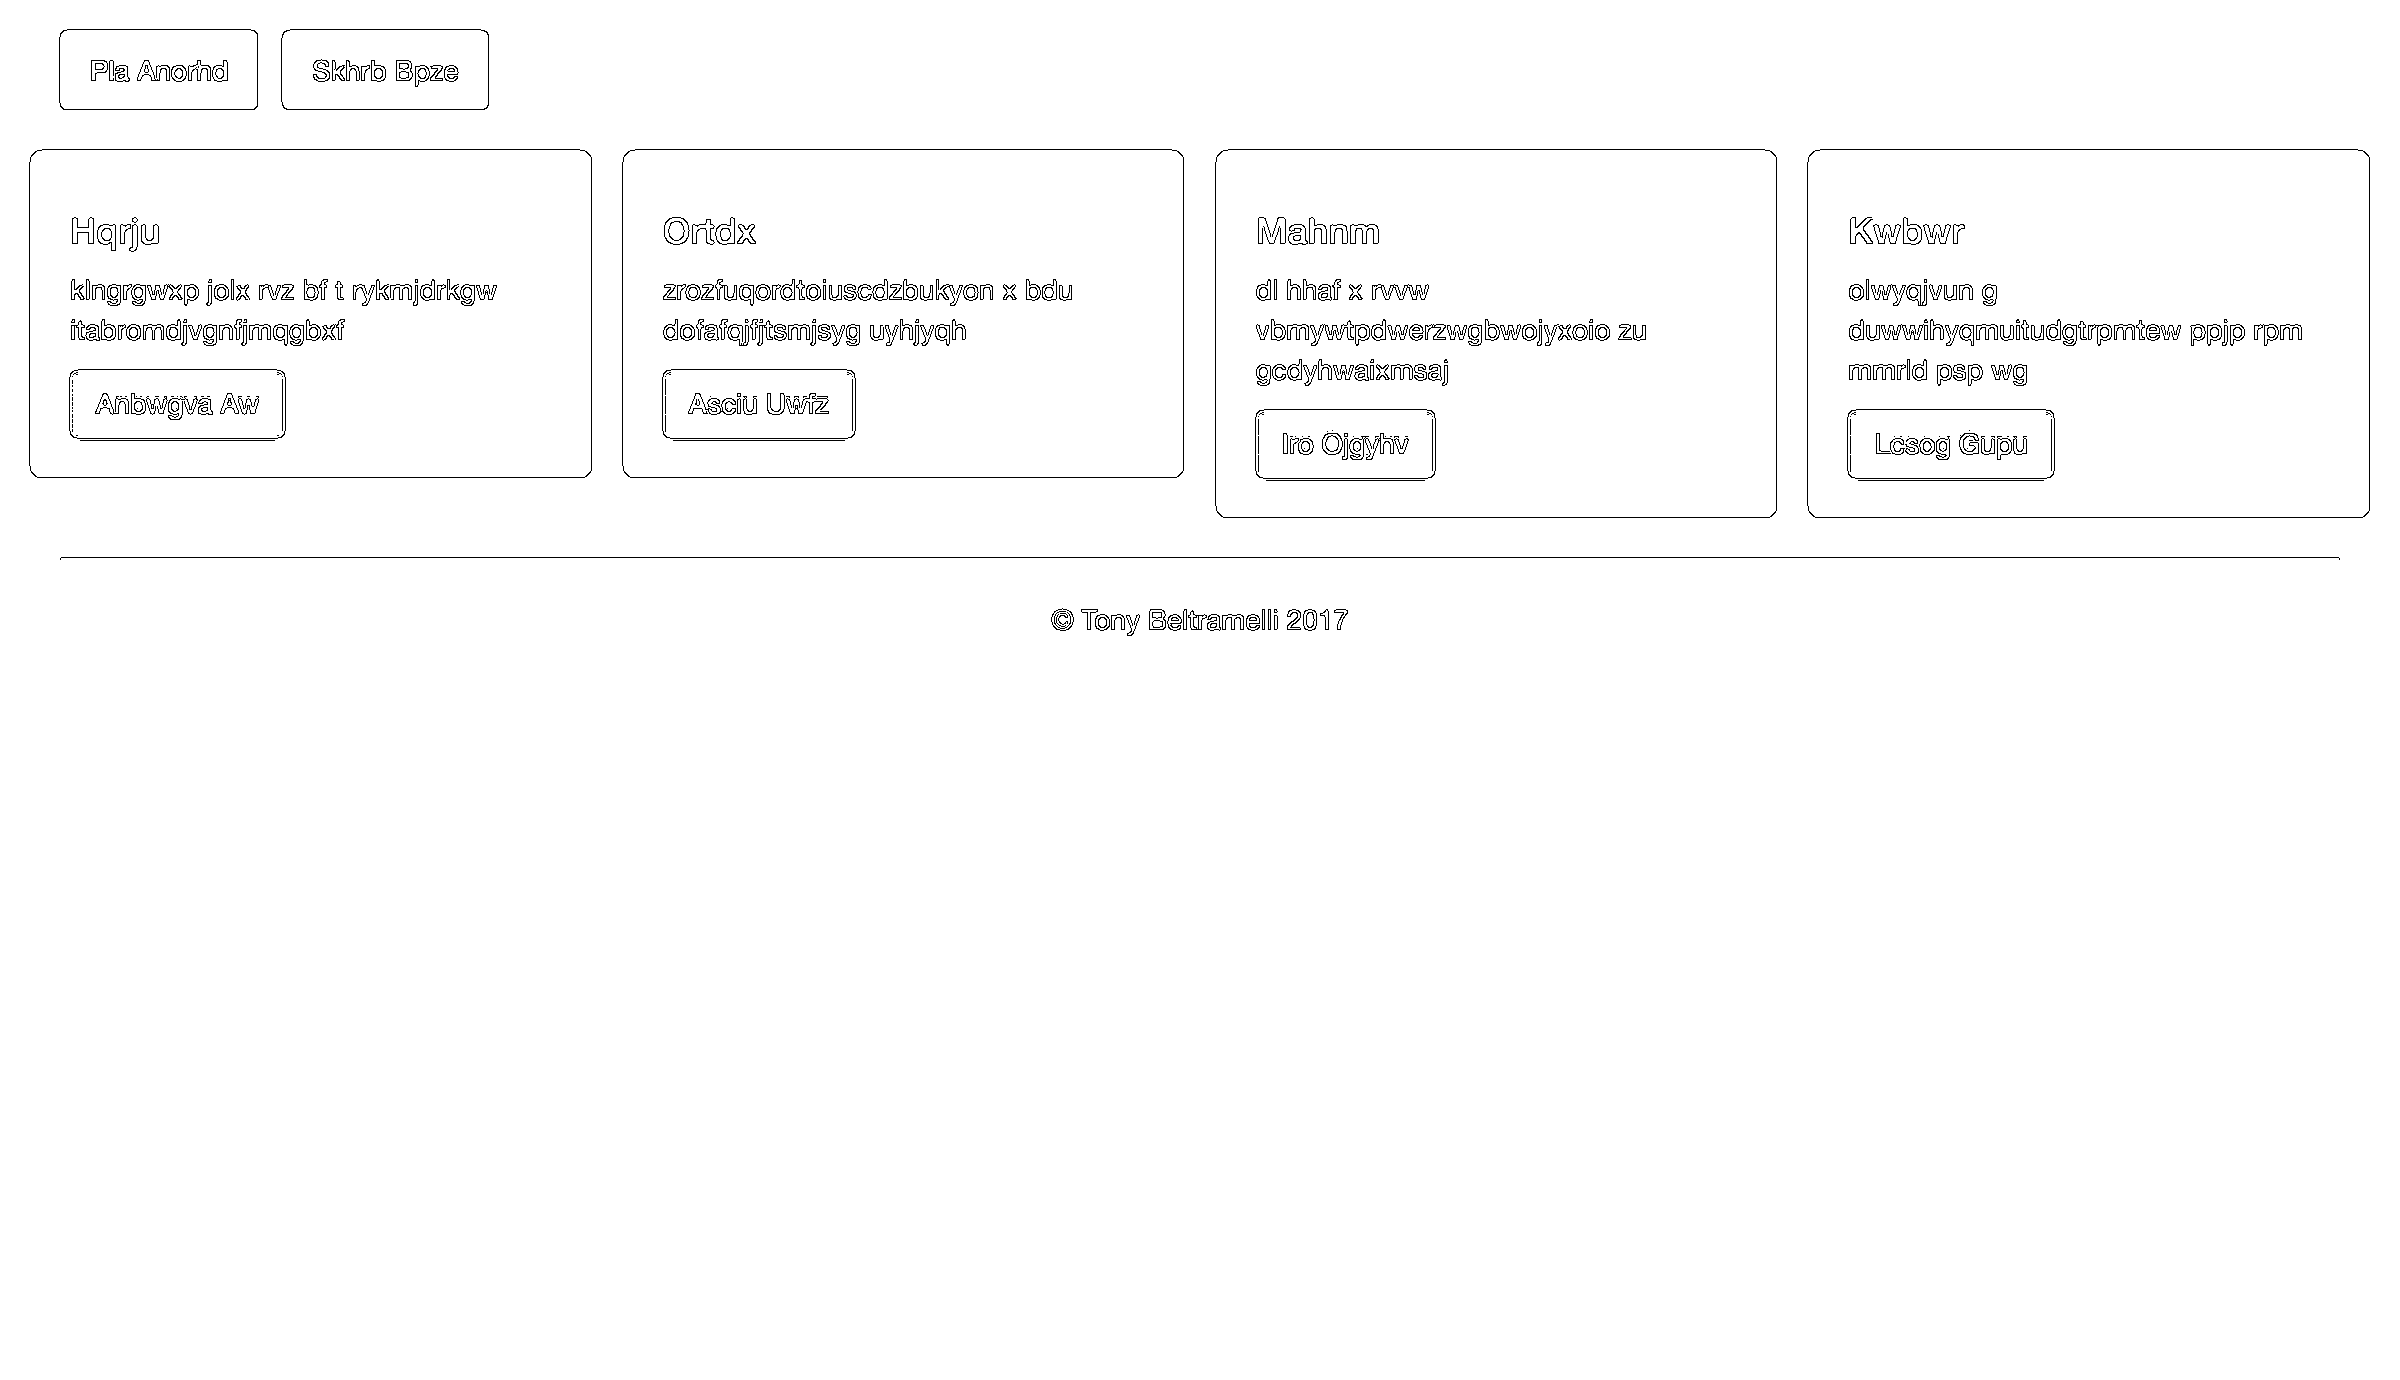 Pla Anorhd
Skhrb Bpze
Hqrju
klngrgwxp jolx rvz bf t rykmjdrkgw
itabromdjvgnfjmqgbxf
Anbwgva Aw
Ortdx
zrozfuqordtoiuscdzbukyon x bdu
dofafqjfijtsmjsyg uyhjyqh
Asciu Uwfz
Mahnm
dl hhaf x rvvw
vbmywtpdwerzwgbwojyxoio zu
gcdyhwaixmsaj
Iro Ojgyhv
Kwbwr
olwyqjvun g
duwwihyqmuitudgtrpmtew ppjp rpm
mmrld psp wg
Lcsog Gupu
© Tony Beltramelli 2017